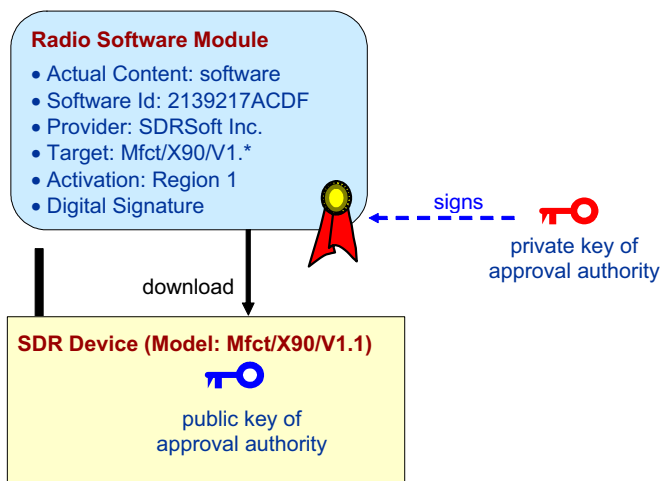 Radio Software Module
• Actual Content: software
• Software Id: 2139217ACDF
• Provider: SDRSoft Inc.
• Target: Mfct/X90/V1.*
• Activation: Region 1
• Digital Signature
signs
private key of
approval authority
download
SDR Device (Model: Mfct/X90/V1.1)
public key of
approval authority